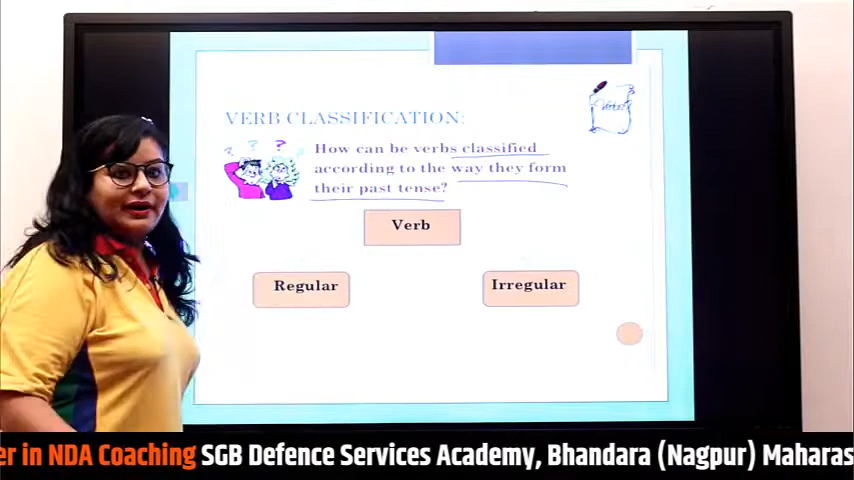 VERB CLASSIFICATION:
Verbs
? ? ?
How can be verbs classified
according to the way they form
their past tense?
Verb
Regular
Irregular
er in NDA Coaching SGB Defence Services Academy, Bhandara (Nagpur) Maharas